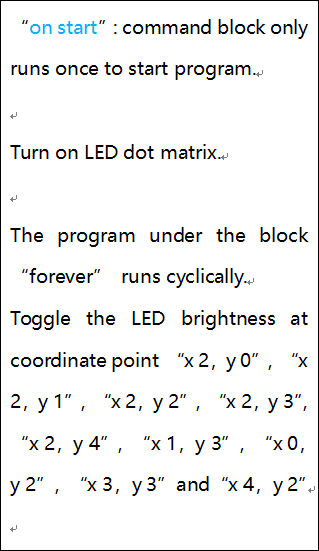 “on start”: command block only
runs once to start program.↵
↵
Turn on LED dot matrix.↵
↵
The program under the block
“forever” runs cyclically.↵
Toggle the LED brightness at
coordinate point “x 2, y 0”, “x
2, y 1”, “x 2, y 2”, “x 2, y 3”,
“x 2, y 4”, “x 1, y 3”, “x 0,
y 2”, “x 3, y 3” and “x 4, y 2”↵
↵